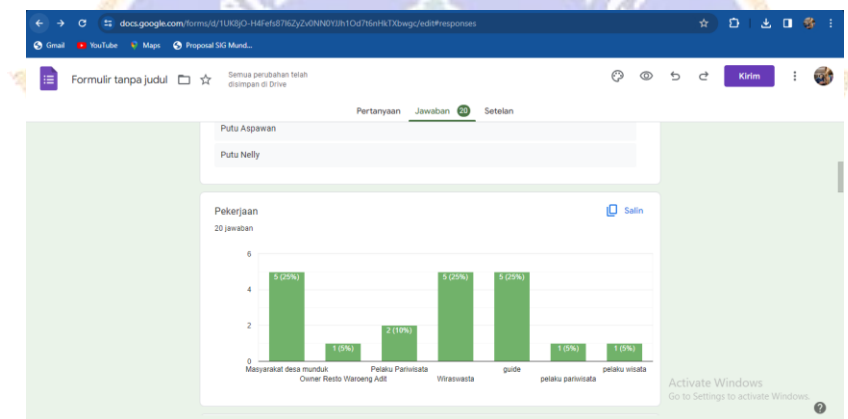 docs.google.com/forms/d/1UK8jO-H4Fefs87I6ZyZv0NN0YJJh1Od7t6nHkTXbwgc/edit#responses
Gmail YouTube Maps Proposal SIG Mund...
Formulir tanpa judul
Semua perubahan telah
disimpan di Drive
Kirim
Pertanyaan Jawaban 20 Setelan
Putu Aspawan
Putu Nelly
Pekerjaan
Salin
20 jawaban
6
4
2
0
5 (25%)
1 (5%)
2 (10%)
5 (25%)
5 (25%)
1 (5%)
1 (5%)
Masyarakat desa munduk
Owner Resto Waroeng Adit
Pelaku Pariwisata
Wiraswasta
guide
pelaku pariwisata
pelaku wisata
Activate Windows
Go to Settings to activate Windows.